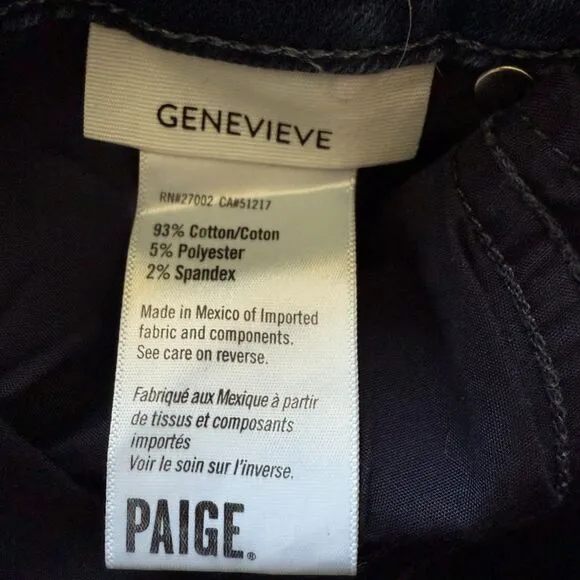 GENEVIEVE
RN#27002 CA#51217
93% Cotton/Coton
5% Polyester
2% Spandex
Made in Mexico of Imported
fabric and components.
See care on reverse.
Fabriqué aux Mexique à partir
de tissus et composants
importés
Voir le soin sur l'inverse.
PAIGE®